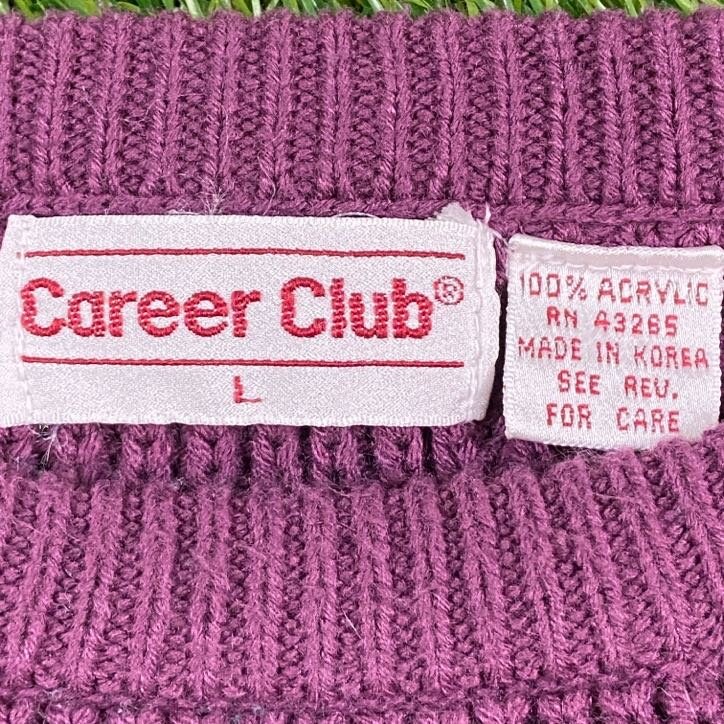 Career Club®
L
100% ACRYLIC
RN 43265
MADE IN KOREA
SEE REV.
FOR CARE